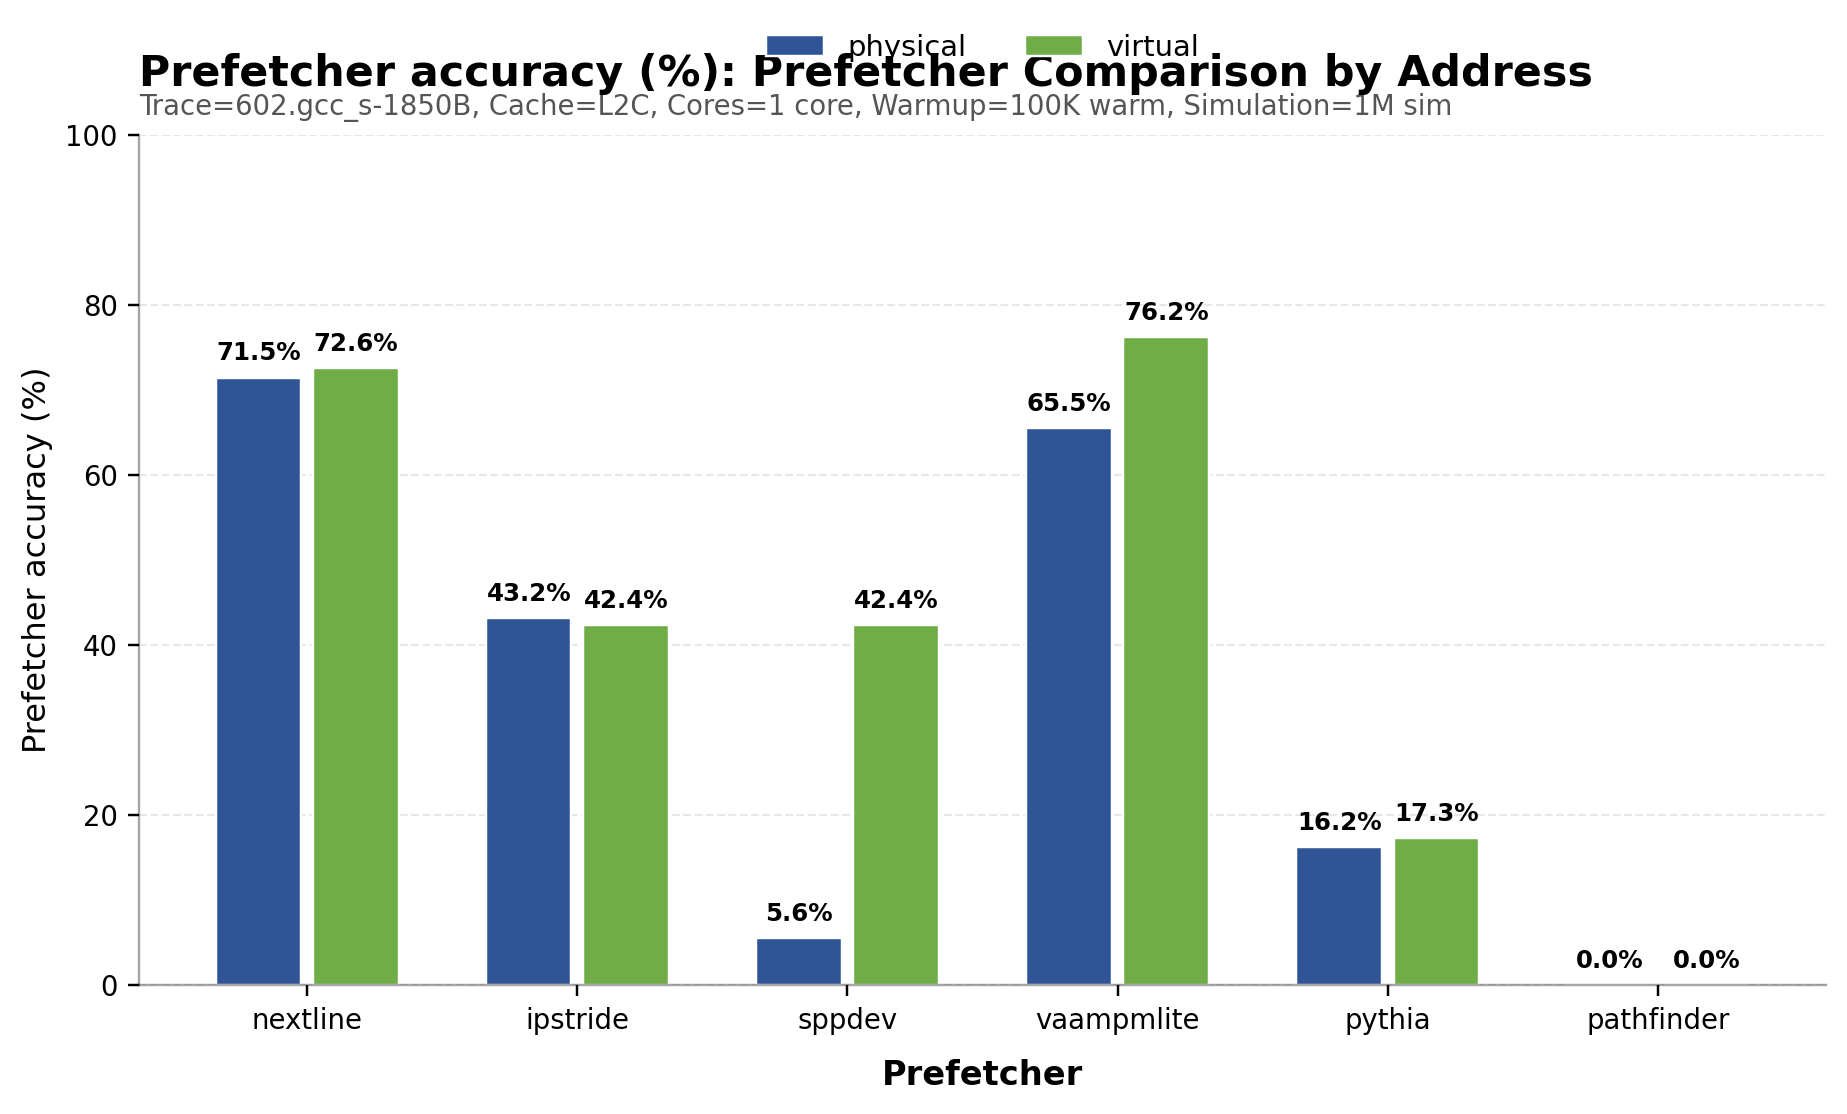 physical virtual
Prefetcher accuracy (%): Prefetcher Comparison by Address
Trace=602.gcc_s-1850B, Cache=L2C, Cores=1 core, Warmup=100K warm, Simulation=1M sim
Prefetcher accuracy (%)
100
80
60
40
20
0
71.5% 72.6%
43.2% 42.4%
5.6% 42.4%
65.5% 76.2%
16.2% 17.3%
0.0% 0.0%
nextline ipstride sppdev vaampmlite pythia pathfinder
Prefetcher